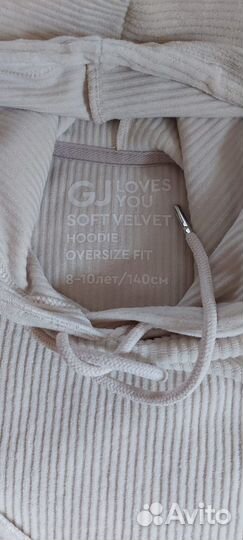 GJ LOVES
YOU
SOFT VELVET
HOODIE
OVERSIZE FIT
8-10лет/140см
Avito